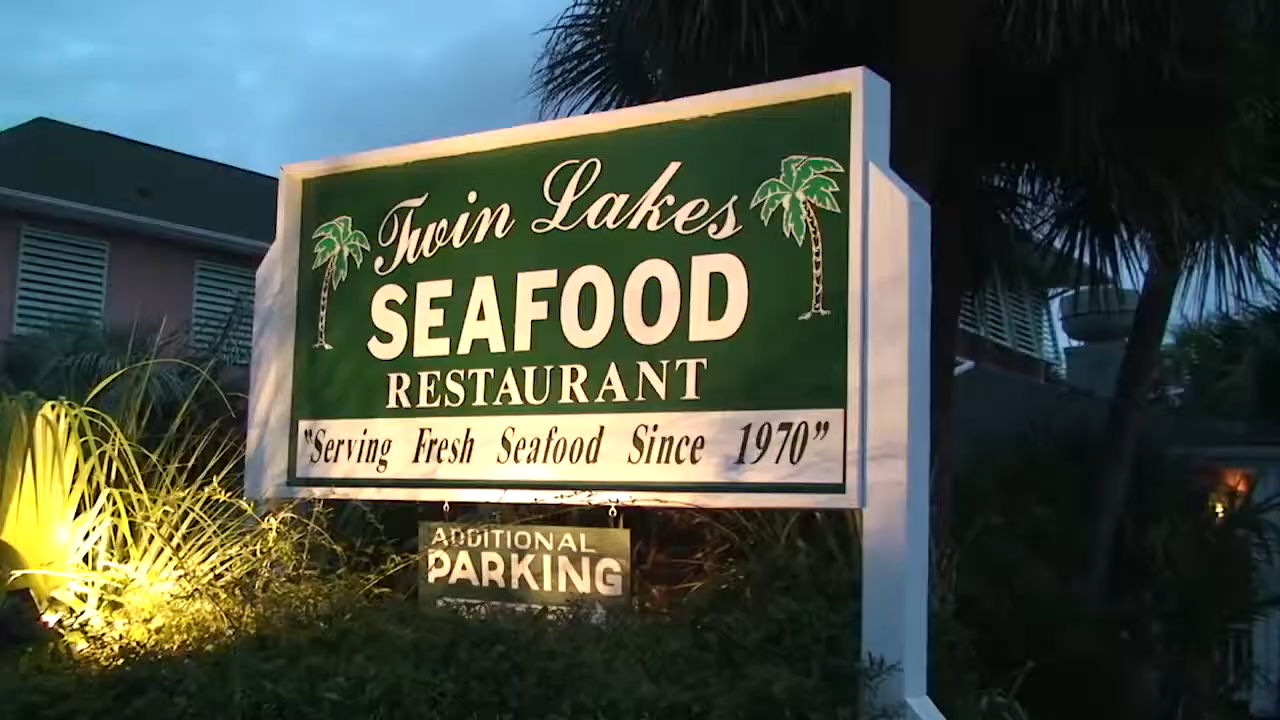 Twin Lakes
SEAFOOD
RESTAURANT
"Serving Fresh Seafood Since 1970"
ADDITIONAL
PARKING